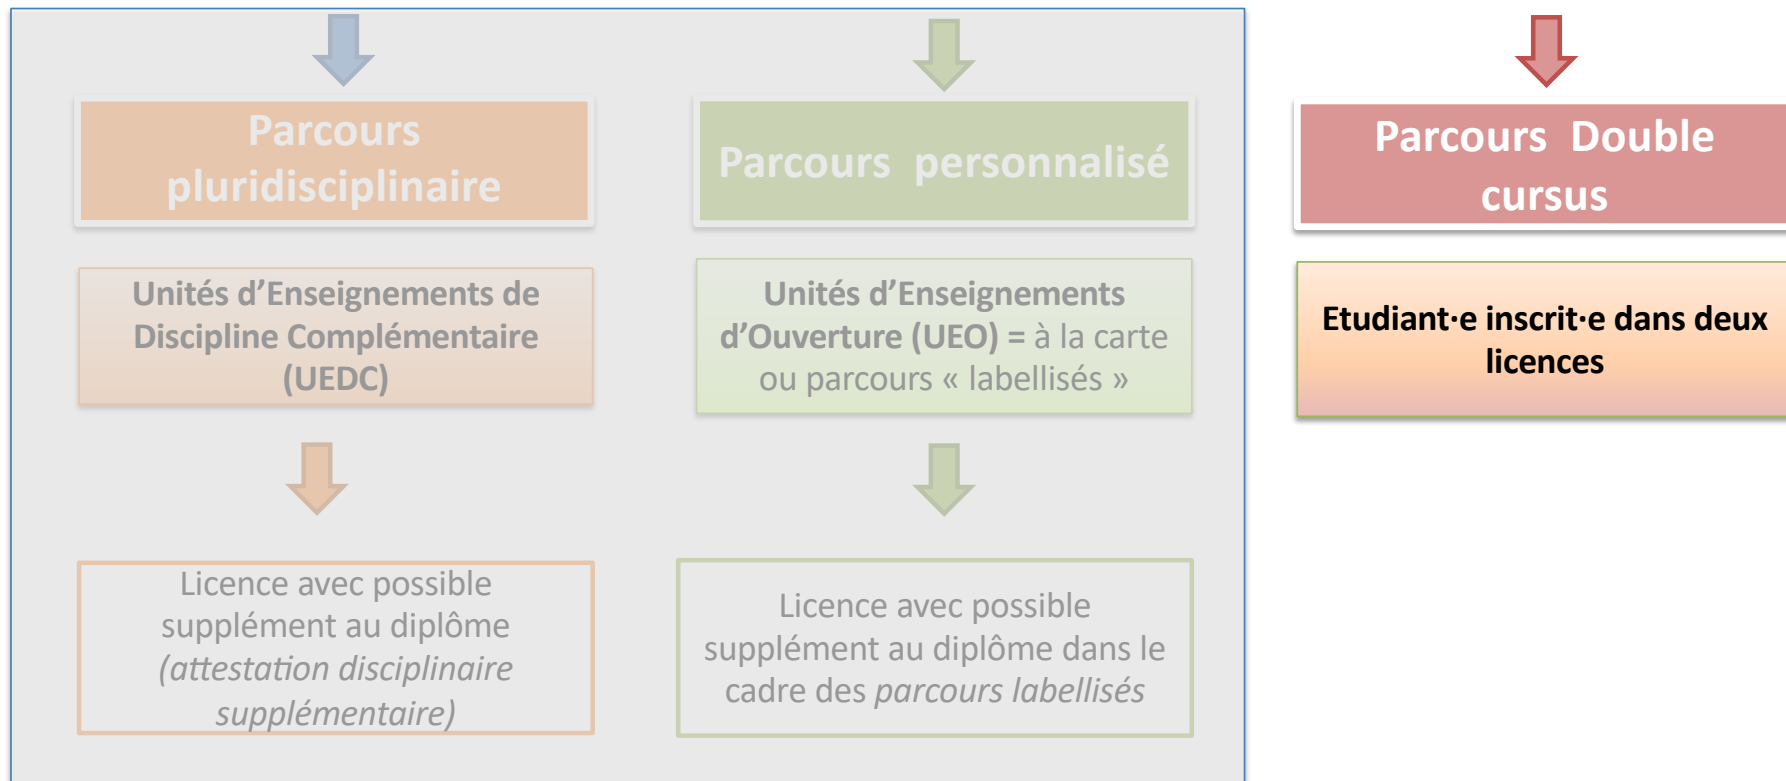 Parcours
pluridisciplinaire
Unités d’Enseignements de
Discipline Complémentaire
(UEDC)
Licence avec possible
supplément au diplôme
(attestation disciplinaire
supplémentaire)
Parcours personnalisé
Unités d’Enseignements
d’Ouverture (UEO) = à la carte
ou parcours « labellisés »
Licence avec possible
supplément au diplôme dans le
cadre des parcours labellisés
Parcours Double
cursus
Etudiant·e inscrit·e dans deux
licences